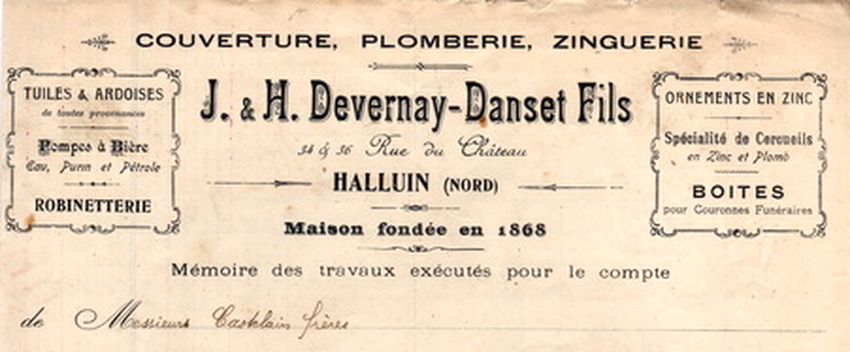 COUVERTURE, PLOMBERIE, ZINGUERIE
TUILES & ARDOISES
de toutes provenances
Pompes à Bière
Eau, Purin et Pétrole
ROBINETTERIE
J. & H. Devernay-Danset Fils
34 & 36 Rue du Château
HALLUIN (NORD)
Maison fondée en 1868
ORNEMENTS EN ZINC
Spécialité de Cercueils
en Zinc et Plomb
BOITES
pour Couronnes Funéraires
Mémoire des travaux exécutés pour le compte
de Messieurs Castelain frères